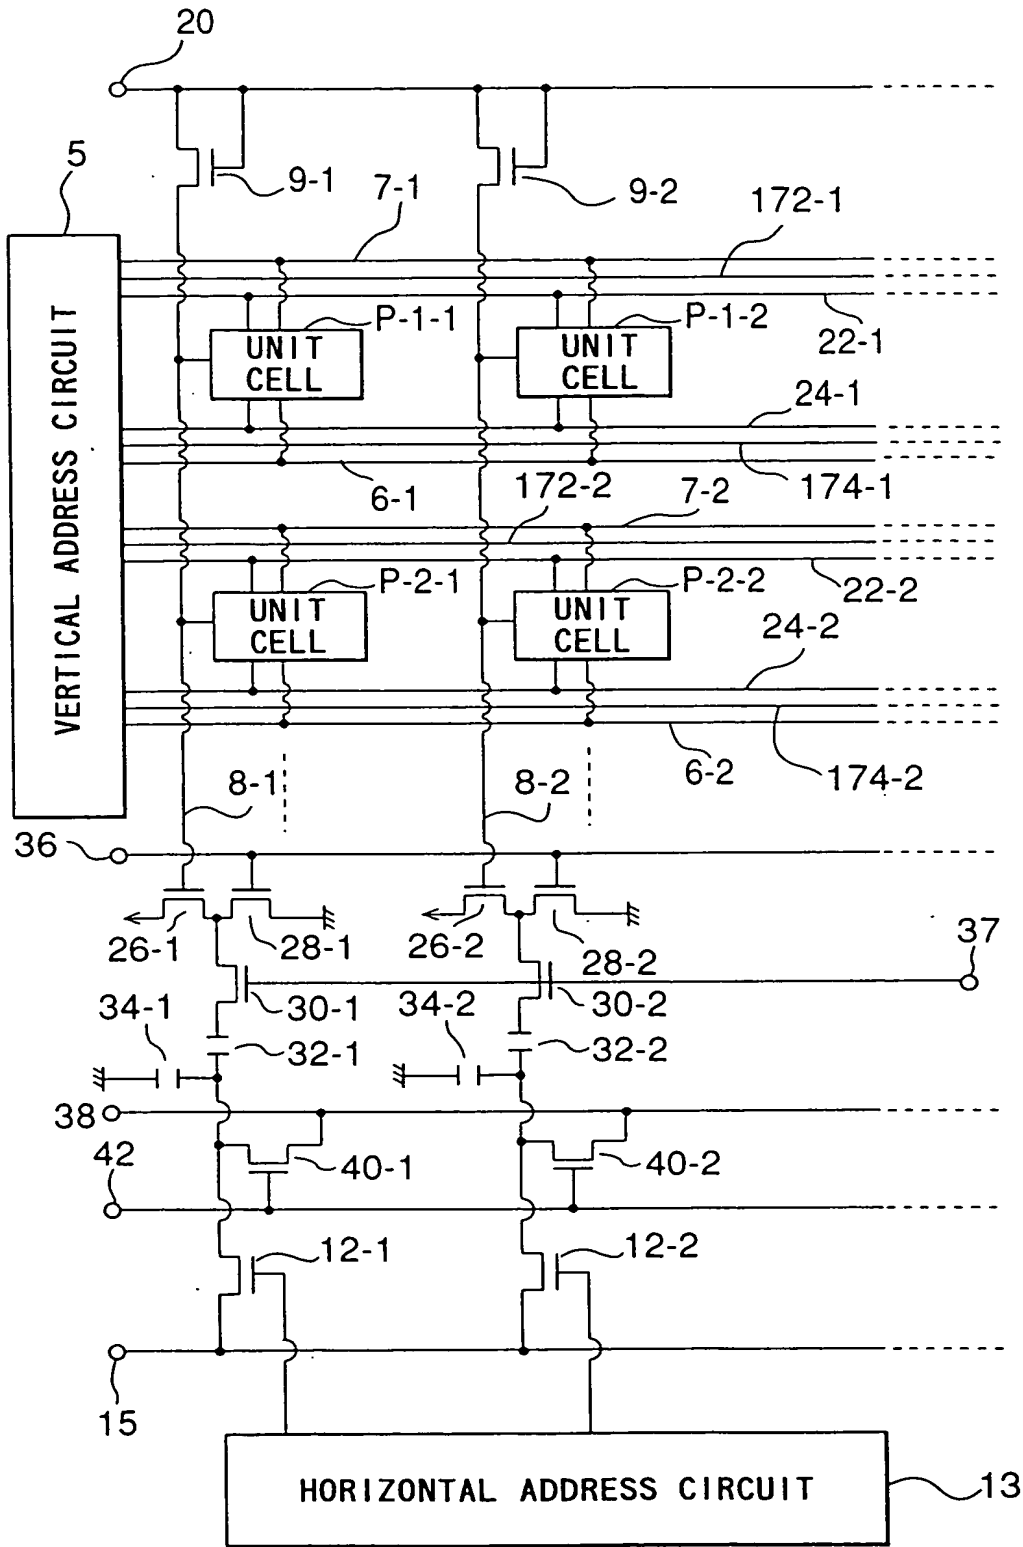 20
5
9-1
9-2
7-1
172-1
VERTICAL ADDRESS CIRCUIT
P-1-1
P-1-2
22-1
UNIT
CELL
UNIT
CELL
24-1
6-1
174-1
172-2
7-2
P-2-1
P-2-2
22-2
UNIT
CELL
UNIT
CELL
24-2
6-2
174-2
8-1
8-2
36
26-1
28-1
26-2
28-2
37
30-1
30-2
34-1
34-2
32-1
32-2
38
42
40-1
40-2
12-1
12-2
15
HORIZONTAL ADDRESS CIRCUIT
13